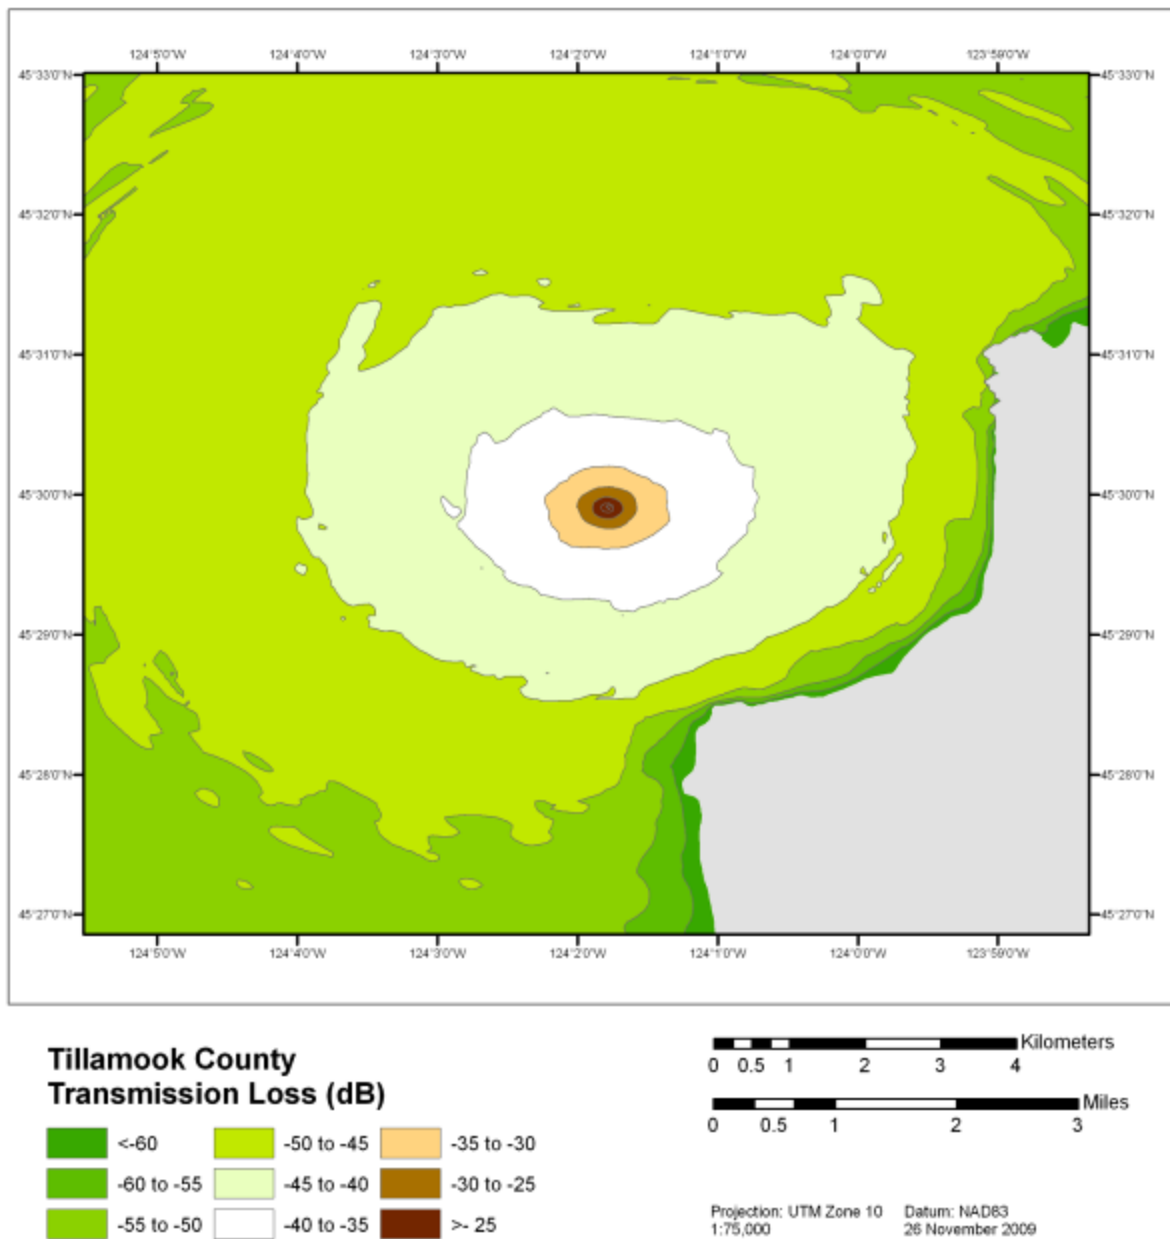 124°5'0"W 124°4'0"W 124°3'0"W 124°2'0"W 124°1'0"W 124°0'0"W 123°59'0"W
45°33'0"N 45°33'0"N
45°32'0"N 45°32'0"N
45°31'0"N 45°31'0"N
45°30'0"N 45°30'0"N
45°29'0"N 45°29'0"N
45°28'0"N 45°28'0"N
45°27'0"N 45°27'0"N
124°5'0"W 124°4'0"W 124°3'0"W 124°2'0"W 124°1'0"W 124°0'0"W 123°59'0"W
Tillamook County
Transmission Loss (dB)
<-60 -50 to -45 -35 to -30
-60 to -55 -45 to -40 -30 to -25
-55 to -50 -40 to -35 >- 25
Kilometers
0 0.5 1 2 3 4
Miles
0 0.5 1 2 3
Projection: UTM Zone 10 Datum: NAD83
1:75,000 26 November 2009